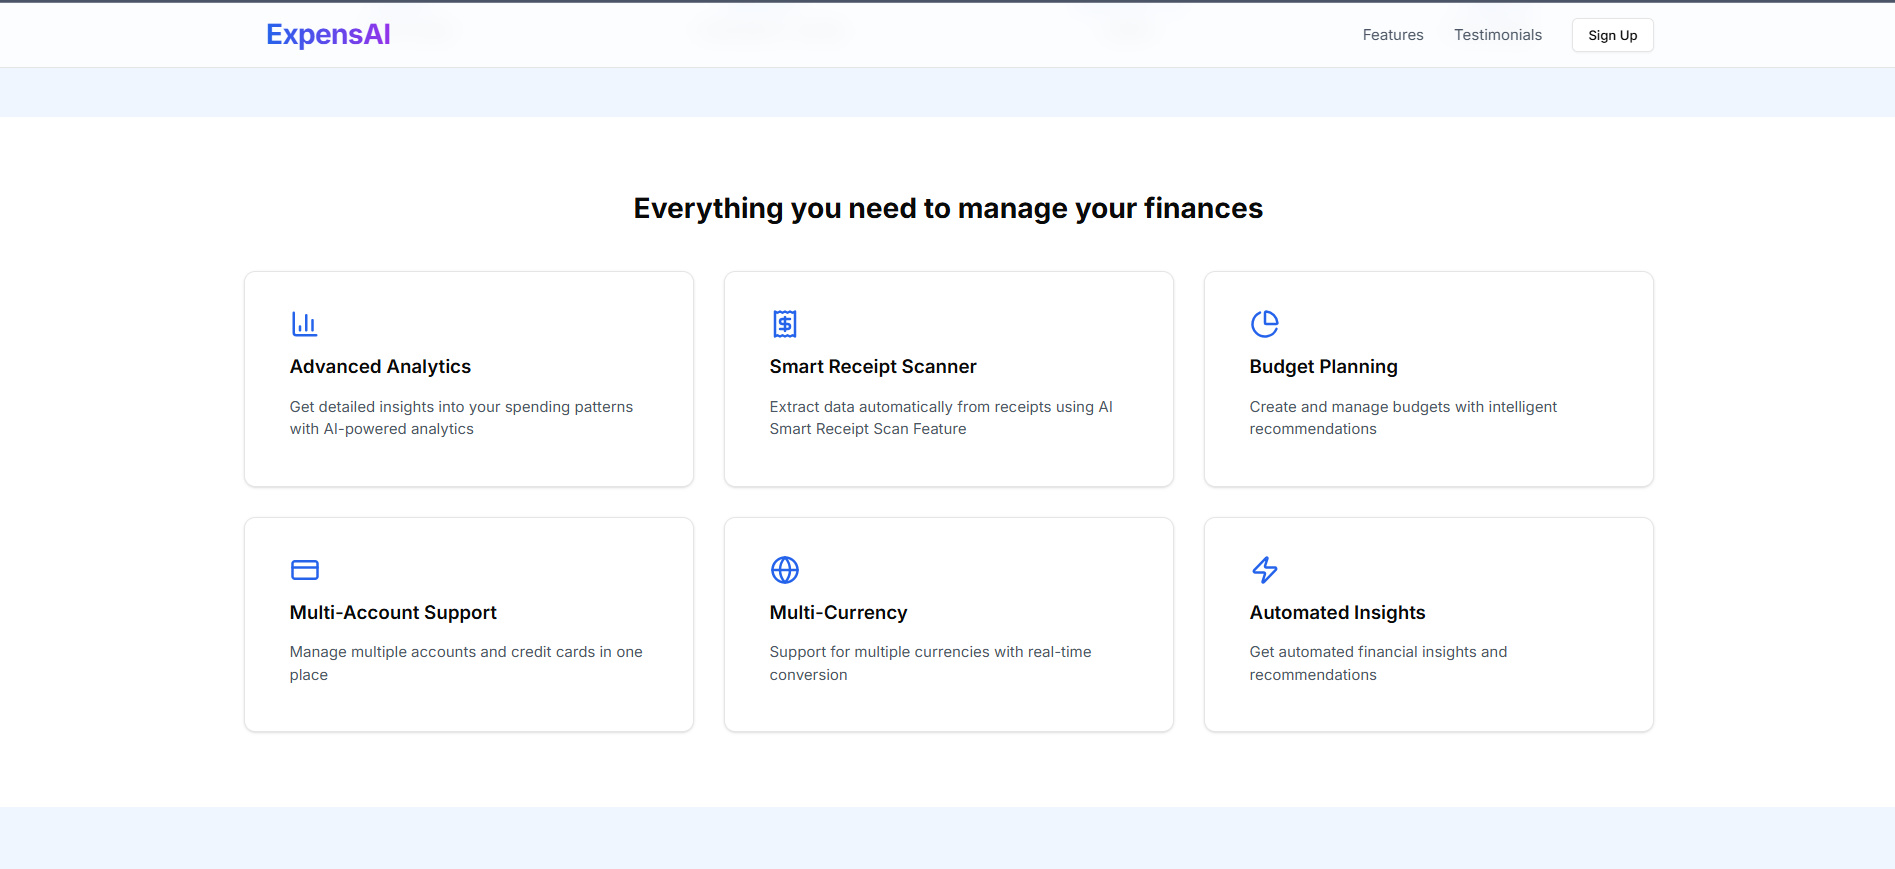 ExpensAI
Features
Testimonials
Sign Up
Everything you need to manage your finances
Advanced Analytics
Get detailed insights into your spending patterns
with AI-powered analytics
Smart Receipt Scanner
Extract data automatically from receipts using AI
Smart Receipt Scan Feature
Budget Planning
Create and manage budgets with intelligent
recommendations
Multi-Account Support
Manage multiple accounts and credit cards in one
place
Multi-Currency
Support for multiple currencies with real-time
conversion
Automated Insights
Get automated financial insights and
recommendations